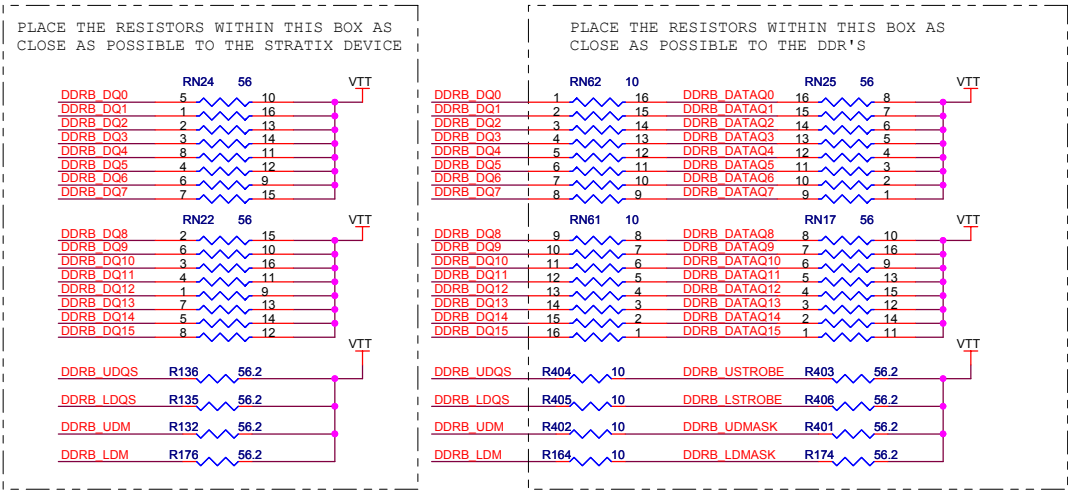 PLACE THE RESISTORS WITHIN THIS BOX AS
CLOSE AS POSSIBLE TO THE STRATIX DEVICE
RN24 56 VTT
DDRB_DQ0 5 10
DDRB_DQ1 1 16
DDRB_DQ2 2 13
DDRB_DQ3 3 14
DDRB_DQ4 8 11
DDRB_DQ5 4 12
DDRB_DQ6 6 9
DDRB_DQ7 7 15
RN22 56 VTT
DDRB_DQ8 2 15
DDRB_DQ9 6 10
DDRB_DQ10 3 16
DDRB_DQ11 4 11
DDRB_DQ12 1 9
DDRB_DQ13 7 13
DDRB_DQ14 5 14
DDRB_DQ15 8 12
VTT
DDRB_UDQS R136 56.2
DDRB_LDQS R135 56.2
DDRB_UDM R132 56.2
DDRB_LDM R176 56.2
PLACE THE RESISTORS WITHIN THIS BOX AS
CLOSE AS POSSIBLE TO THE DDR'S
RN62 10 RN25 56 VTT
DDRB_DQ0 1 16 DDRB_DATAQ0 16 8
DDRB_DQ1 2 15 DDRB_DATAQ1 15 7
DDRB_DQ2 3 14 DDRB_DATAQ2 14 6
DDRB_DQ3 4 13 DDRB_DATAQ3 13 5
DDRB_DQ4 5 12 DDRB_DATAQ4 12 4
DDRB_DQ5 6 11 DDRB_DATAQ5 11 3
DDRB_DQ6 7 10 DDRB_DATAQ6 10 2
DDRB_DQ7 8 9 DDRB_DATAQ7 9 1
RN61 10 RN17 56 VTT
DDRB_DQ8 9 8 DDRB_DATAQ8 8 10
DDRB_DQ9 10 7 DDRB_DATAQ9 7 16
DDRB_DQ10 11 6 DDRB_DATAQ10 6 9
DDRB_DQ11 12 5 DDRB_DATAQ11 5 13
DDRB_DQ12 13 4 DDRB_DATAQ12 4 15
DDRB_DQ13 14 3 DDRB_DATAQ13 3 12
DDRB_DQ14 15 2 DDRB_DATAQ14 2 14
DDRB_DQ15 16 1 DDRB_DATAQ15 1 11
VTT
DDRB_UDQS R404 10 DDRB_USTROBE R403 56.2
DDRB_LDQS R405 10 DDRB_LSTROBE R406 56.2
DDRB_UDM R402 10 DDRB_UDMASK R401 56.2
DDRB_LDM R164 10 DDRB_LDMASK R174 56.2